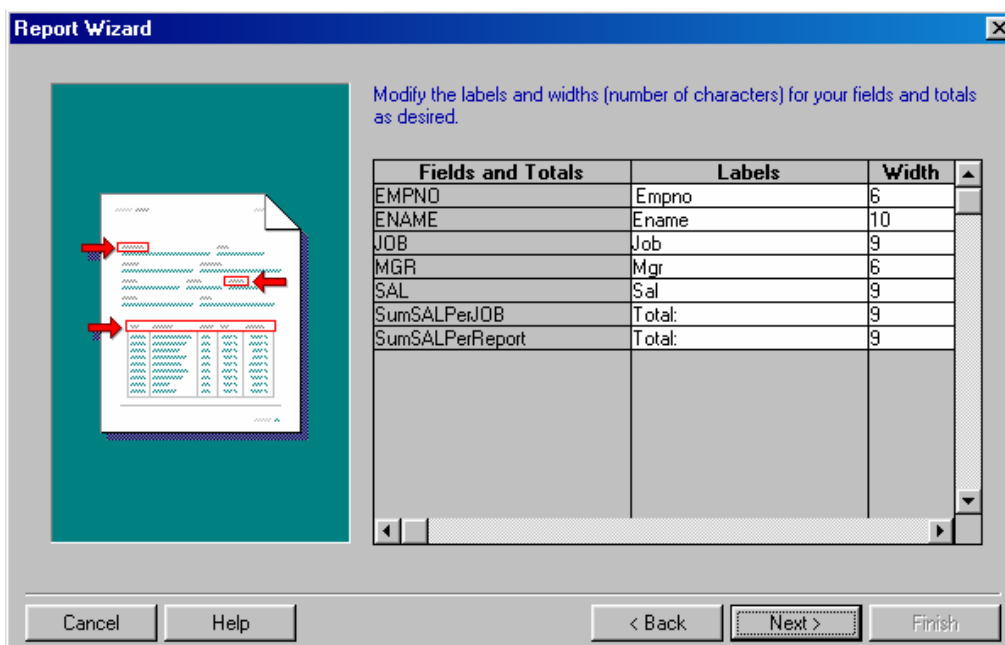 Report Wizard
Modify the labels and widths (number of characters) for your fields and totals
as desired.
Fields and Totals Labels Width
EMPNO Empno 6
ENAME Ename 10
JOB Job 9
MGR Mgr 6
SAL Sal 9
SumSALPerJOB Total: 9
SumSALPerReport Total: 9
Cancel Help < Back Next > Finish